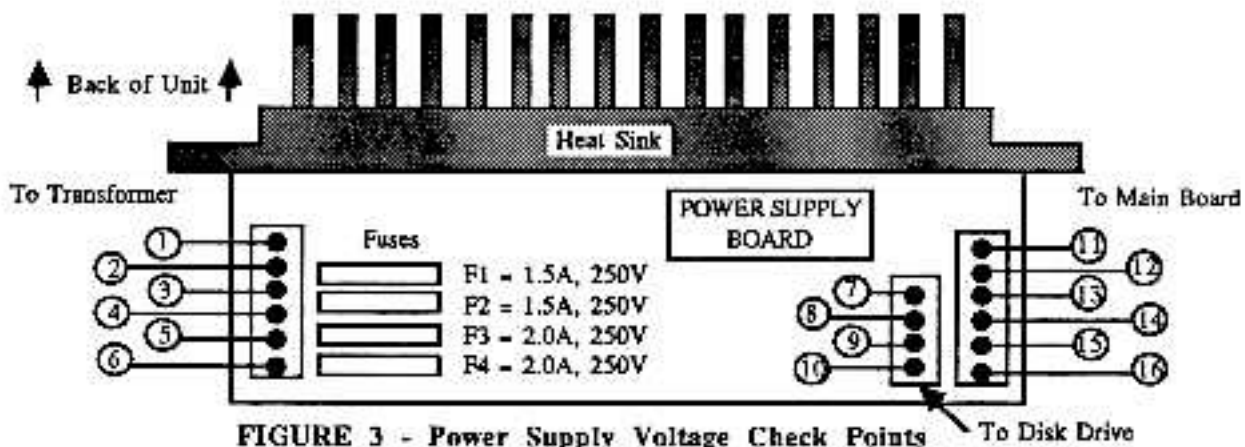 Back of Unit
Heat Sink
To Transformer
To Main Board
POWER SUPPLY
BOARD
Fuses
F1 = 1.5A, 250V
F2 = 1.5A, 250V
F3 = 2.0A, 250V
F4 = 2.0A, 250V
1
2
3
4
5
6
7
8
9
10
11
12
13
14
15
16
To Disk Drive
FIGURE 3 - Power Supply Voltage Check Points